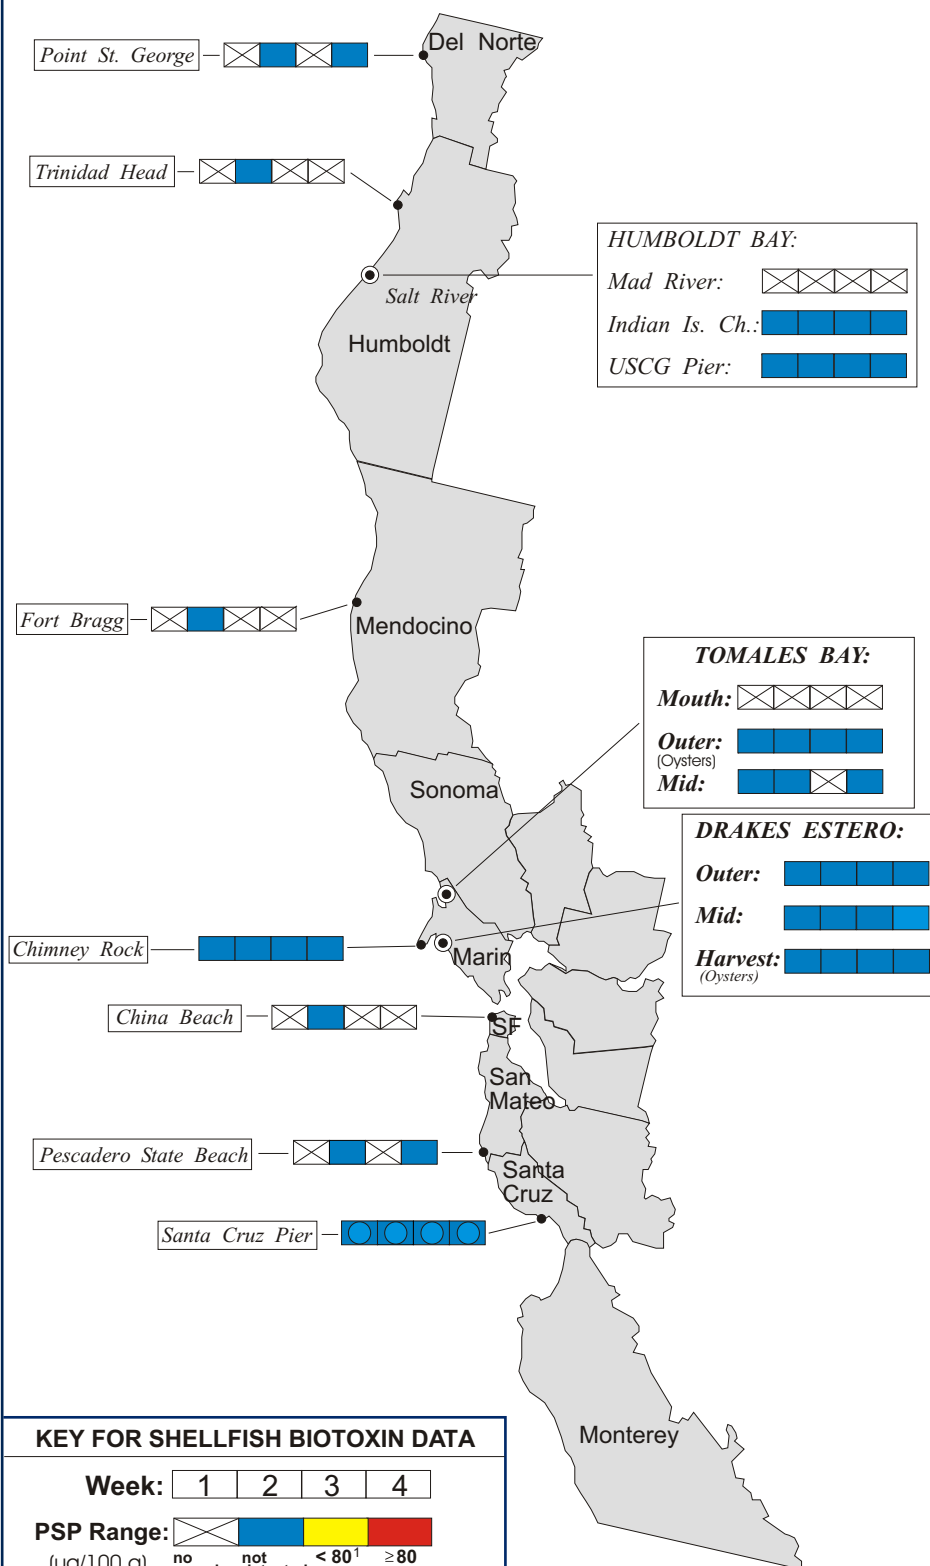 Point St. George
Del Norte
Trinidad Head
HUMBOLDT BAY:
Mad River:
Indian Is. Ch.:
USCG Pier:
Salt River
Humboldt
Fort Bragg
Mendocino
TOMALES BAY:
Mouth:
Outer:
(Oysters)
Mid:
Sonoma
DRAKES ESTERO:
Outer:
Mid:
Harvest:
(Oysters)
Chimney Rock
Marin
China Beach
SF
San
Mateo
Pescadero State Beach
Santa
Cruz
Santa Cruz Pier
Monterey
KEY FOR SHELLFISH BIOTOXIN DATA
Week: 1 2 3 4
PSP Range:
(ug/100 g) no not < 80¹ ≥80